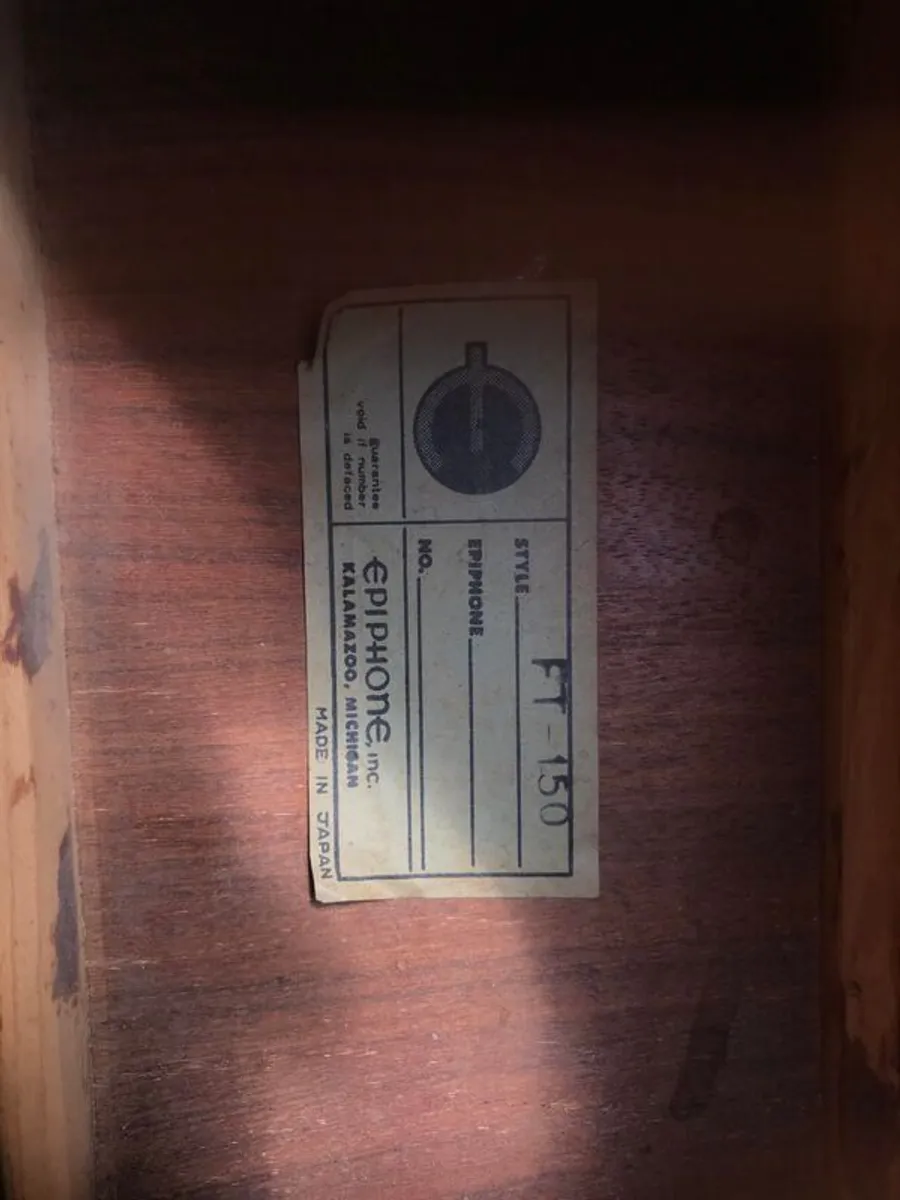 STYLE FT-150
EPIPHONE
NO.
guarantee
void if number
is defaced
EPIPHONE, INC.
KALAMAZOO, MICHIGAN
MADE IN JAPAN